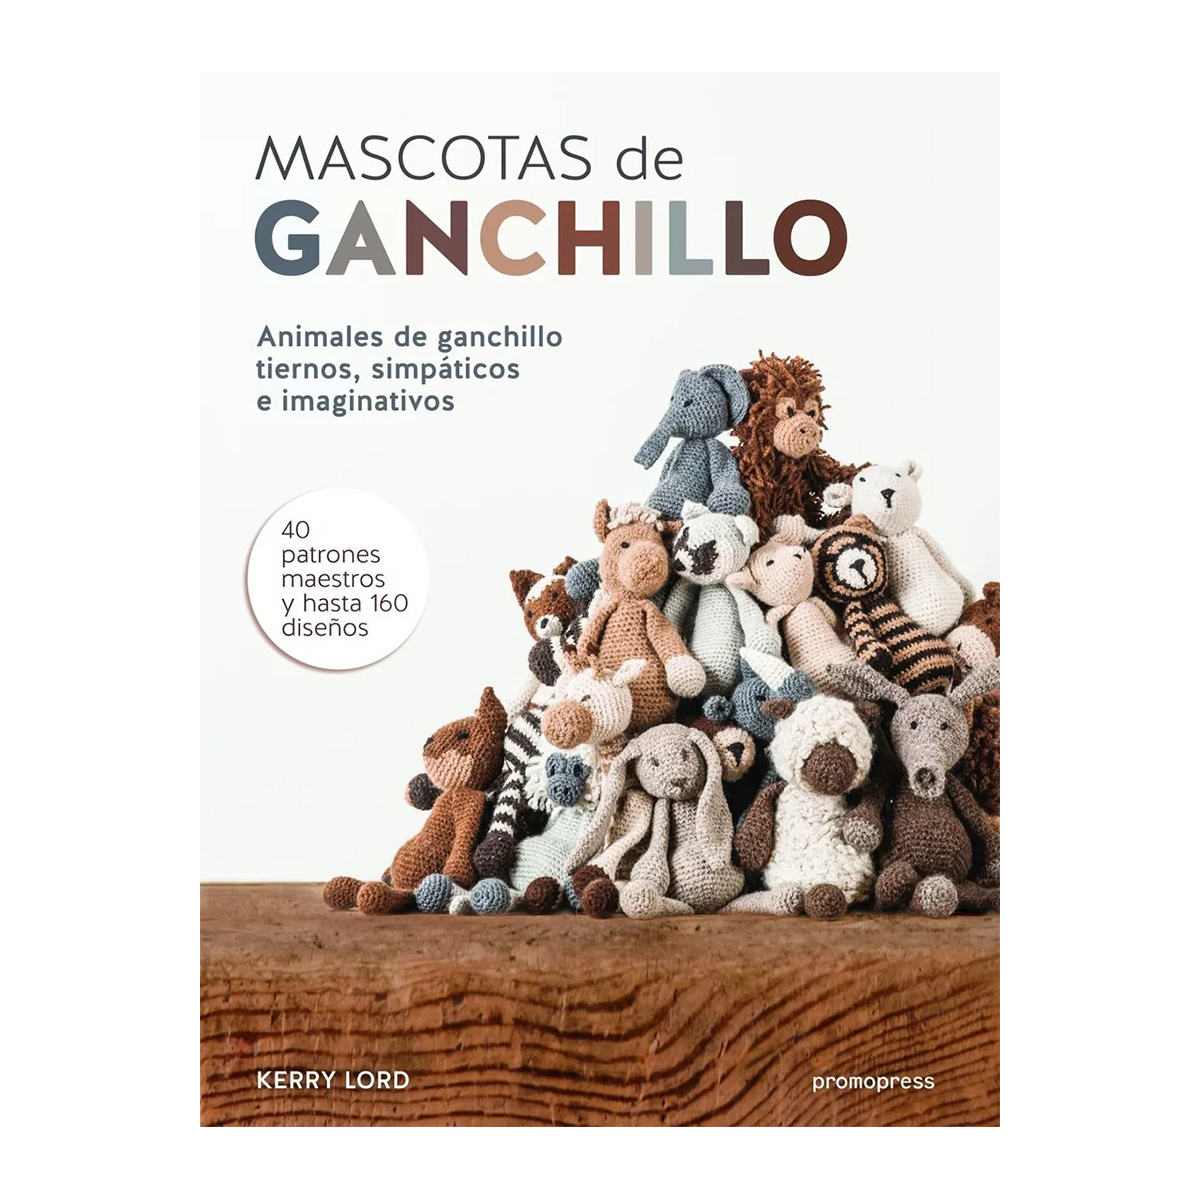 MASCOTAS de
GANCHILLO
Animales de ganchillo
tiernos, simpáticos
e imaginativos
40
patrones
maestros
y hasta 160
diseños
KERRY LORD
promopress